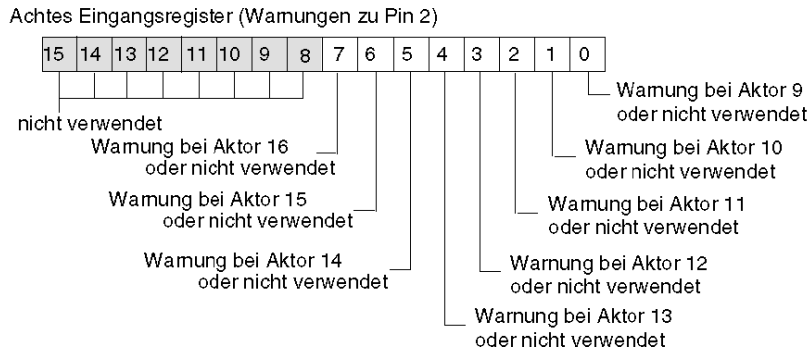 Achtes Eingangsregister (Warnungen zu Pin 2)
15 14 13 12 11 10 9 8 7 6 5 4 3 2 1 0
Warnung bei Aktor 9
oder nicht verwendet
nicht verwendet
Warnung bei Aktor 16
oder nicht verwendet
Warnung bei Aktor 10
oder nicht verwendet
Warnung bei Aktor 15
oder nicht verwendet
Warnung bei Aktor 11
oder nicht verwendet
Warnung bei Aktor 14
oder nicht verwendet
Warnung bei Aktor 12
oder nicht verwendet
Warnung bei Aktor 13
oder nicht verwendet